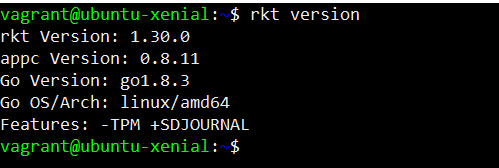 vagrant@ubuntu-xenial:~$ rkt version
rkt Version: 1.30.0
appc Version: 0.8.11
Go Version: go1.8.3
Go OS/Arch: linux/amd64
Features: -TPM +SDJOURNAL
vagrant@ubuntu-xenial:~$